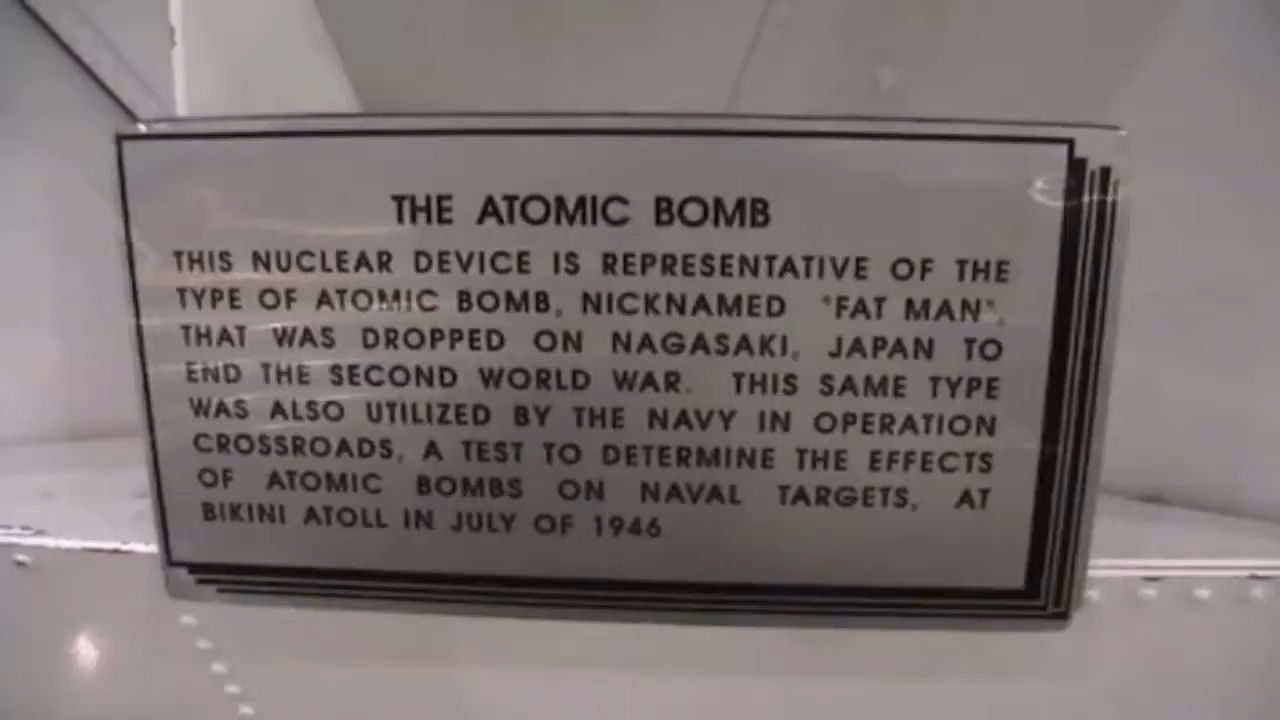 THE ATOMIC BOMB
THIS NUCLEAR DEVICE IS REPRESENTATIVE OF THE
TYPE OF ATOMIC BOMB, NICKNAMED "FAT MAN",
THAT WAS DROPPED ON NAGASAKI, JAPAN TO
END THE SECOND WORLD WAR. THIS SAME TYPE
WAS ALSO UTILIZED BY THE NAVY IN OPERATION
CROSSROADS, A TEST TO DETERMINE THE EFFECTS
OF ATOMIC BOMBS ON NAVAL TARGETS, AT
BIKINI ATOLL IN JULY OF 1946